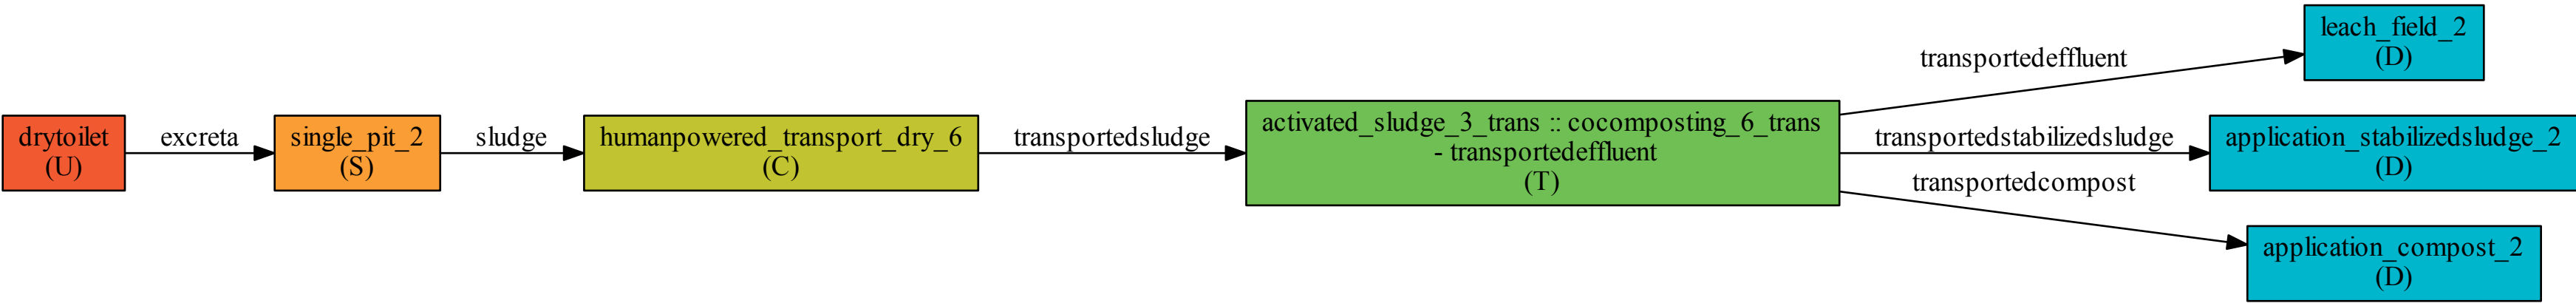 drytoilet
(U)
excreta
single_pit_2
(S)
sludge
humanpowered_transport_dry_6
(C)
transportedsludge
activated_sludge_3_trans :: cocomposting_6_trans
- transportedeffluent
(T)
transportedeffluent
leach_field_2
(D)
transportedstabilizedsludge
application_stabilizedsludge_2
(D)
transportedcompost
application_compost_2
(D)